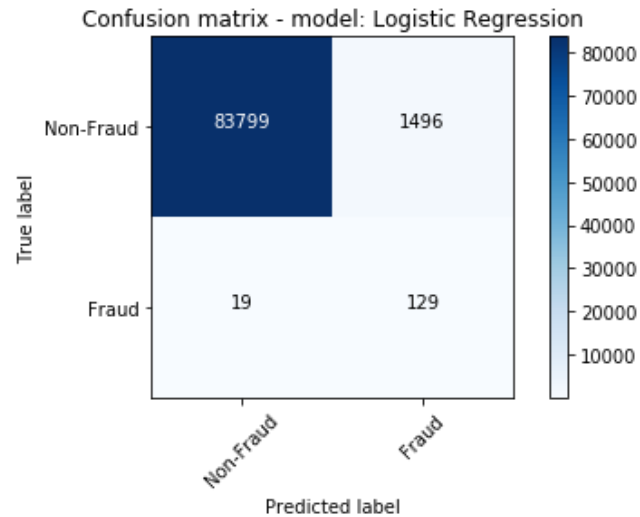 Confusion matrix - model: Logistic Regression
True label
Non-Fraud
83799
1496
Fraud
19
129
Non-Fraud
Fraud
Predicted label
80000
70000
60000
50000
40000
30000
20000
10000